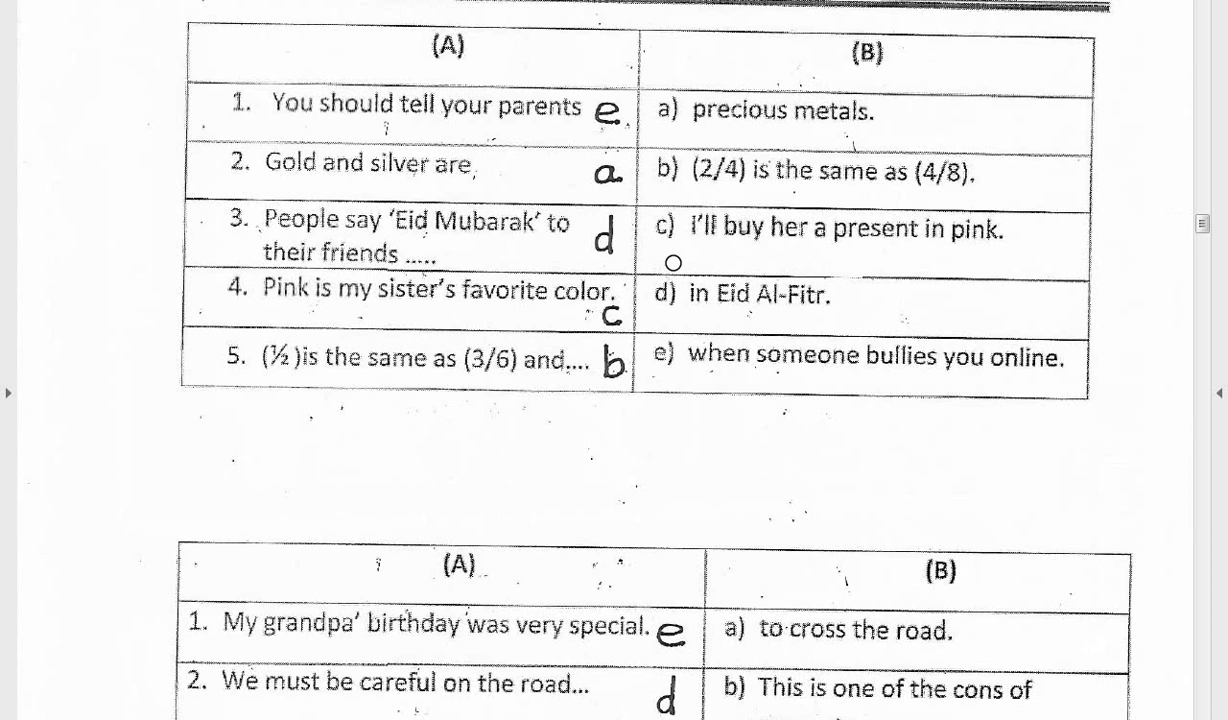 (A) (B)
1. You should tell your parents e a) precious metals.
2. Gold and silver are, a b) (2/4) is the same as (4/8).
3. People say ‘Eid Mubarak’ to d c) i’ll buy her a present in pink.
their friends .....
4. Pink is my sister’s favorite color. c d) in Eid Al-Fitr.
5. (½ )is the same as (3/6) and.... b e) when someone bullies you online.
(A) (B)
1. My grandpa’ birthday was very special. e a) to cross the road.
2. We must be careful on the road... d b) This is one of the cons of